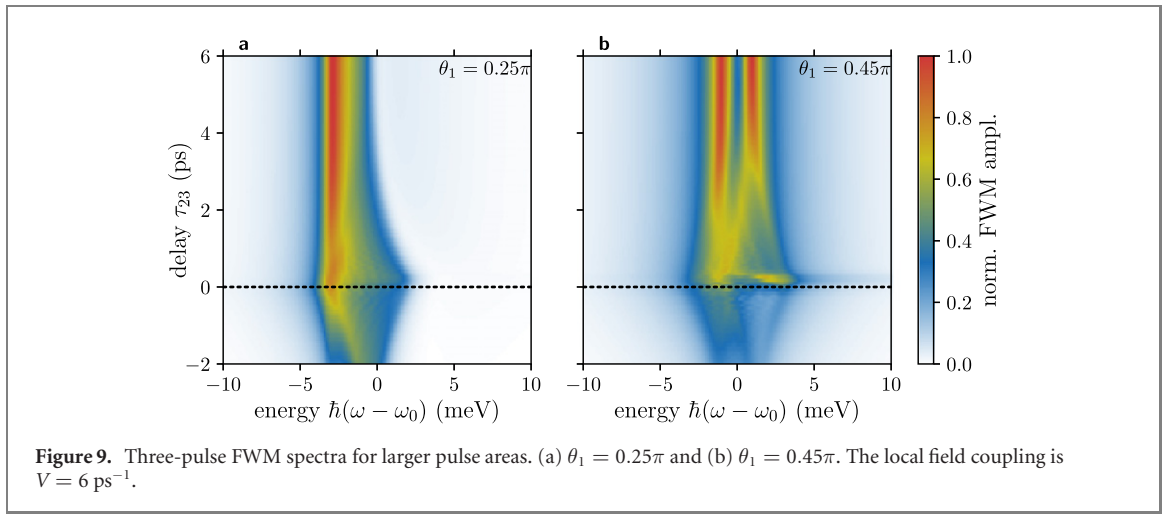 a
b
θ₁ = 0.25π
θ₁ = 0.45π
6
4
2
0
−2
delay τ₂₃ (ps)
−10 −5 0 5 10
−10 −5 0 5 10
energy ℏ(ω − ω₀) (meV)
energy ℏ(ω − ω₀) (meV)
1.0
0.8
0.6
0.4
0.2
0.0
norm. FWM ampl.
Figure 9. Three-pulse FWM spectra for larger pulse areas. (a) θ₁ = 0.25π and (b) θ₁ = 0.45π. The local field coupling is
V = 6 ps⁻¹.